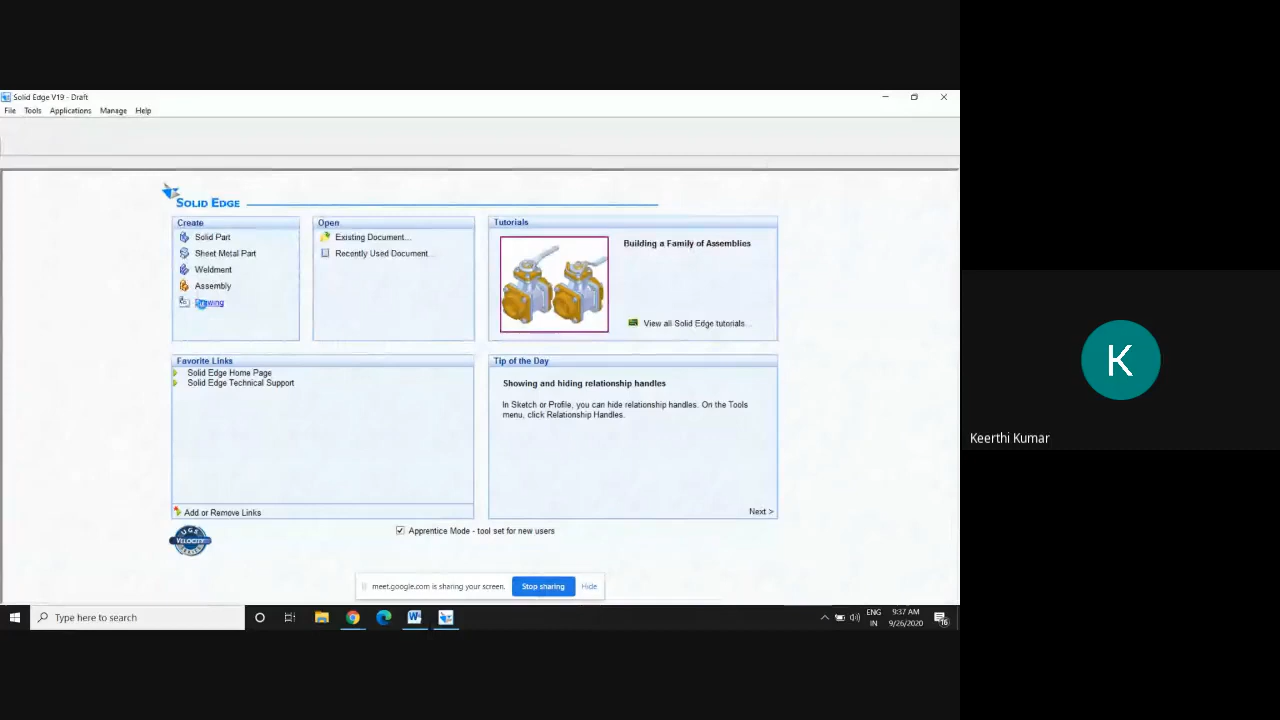 Solid Edge V19 - Draft
File Tools Applications Manage Help
SOLID EDGE
Create
Solid Part
Sheet Metal Part
Weldment
Assembly
Drawing
Open
Existing Document...
Recently Used Document...
Tutorials
Building a Family of Assemblies
View all Solid Edge tutorials...
Favorite Links
Solid Edge Home Page
Solid Edge Technical Support
Add or Remove Links
Tip of the Day
Showing and hiding relationship handles
In Sketch or Profile, you can hide relationship handles. On the Tools
menu, click Relationship Handles.
Next >
UGS
VELOCITY
Apprentice Mode - tool set for new users
meet.google.com is sharing your screen.
Stop sharing
Hide
Type here to search
ENG
IN
9:37 AM
9/26/2020
16
K
Keerthi Kumar